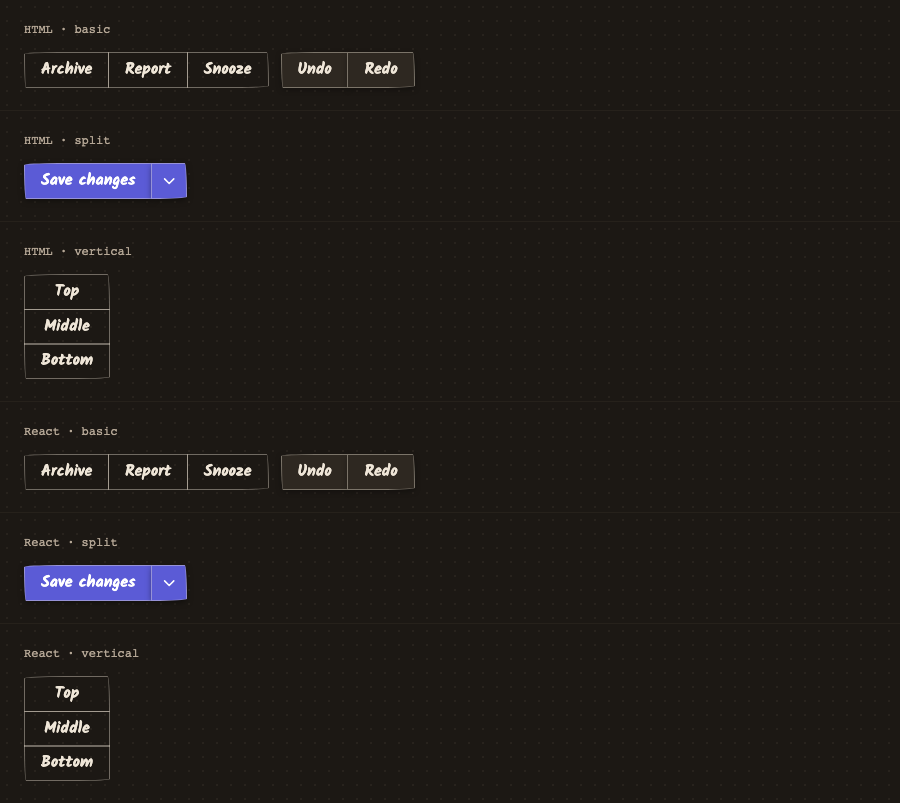 HTML · basic
Archive Report Snooze Undo Redo
HTML · split
Save changes
HTML · vertical
Top
Middle
Bottom
React · basic
Archive Report Snooze Undo Redo
React · split
Save changes
React · vertical
Top
Middle
Bottom